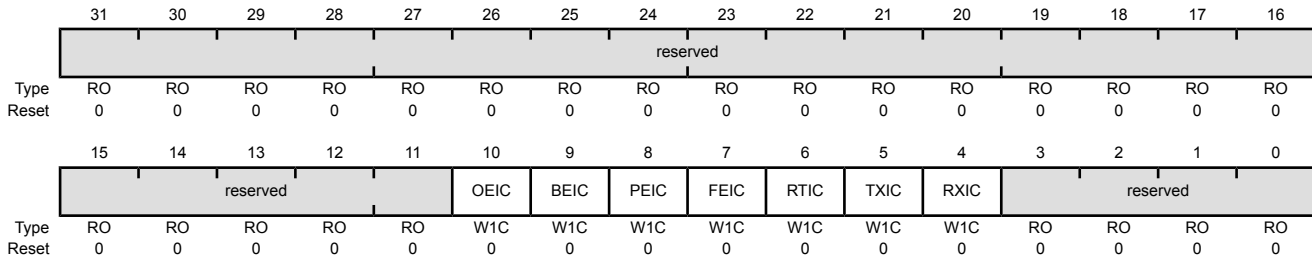 31 30 29 28 27 26 25 24 23 22 21 20 19 18 17 16
reserved
Type RO RO RO RO RO RO RO RO RO RO RO RO RO RO RO RO
Reset 0 0 0 0 0 0 0 0 0 0 0 0 0 0 0 0
15 14 13 12 11 10 9 8 7 6 5 4 3 2 1 0
reserved OEIC BEIC PEIC FEIC RTIC TXIC RXIC reserved
Type RO RO RO RO RO W1C W1C W1C W1C W1C W1C W1C RO RO RO RO
Reset 0 0 0 0 0 0 0 0 0 0 0 0 0 0 0 0